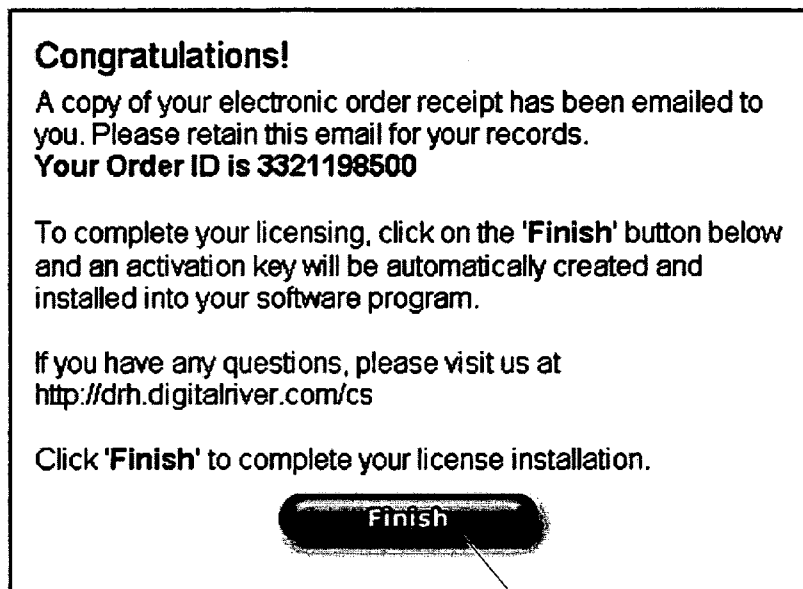 Congratulations!
A copy of your electronic order receipt has been emailed to
you. Please retain this email for your records.
Your Order ID is 3321198500
To complete your licensing, click on the 'Finish' button below
and an activation key will be automatically created and
installed into your software program.
If you have any questions, please visit us at
http://drh.digitalriver.com/cs
Click 'Finish' to complete your license installation.
Finish